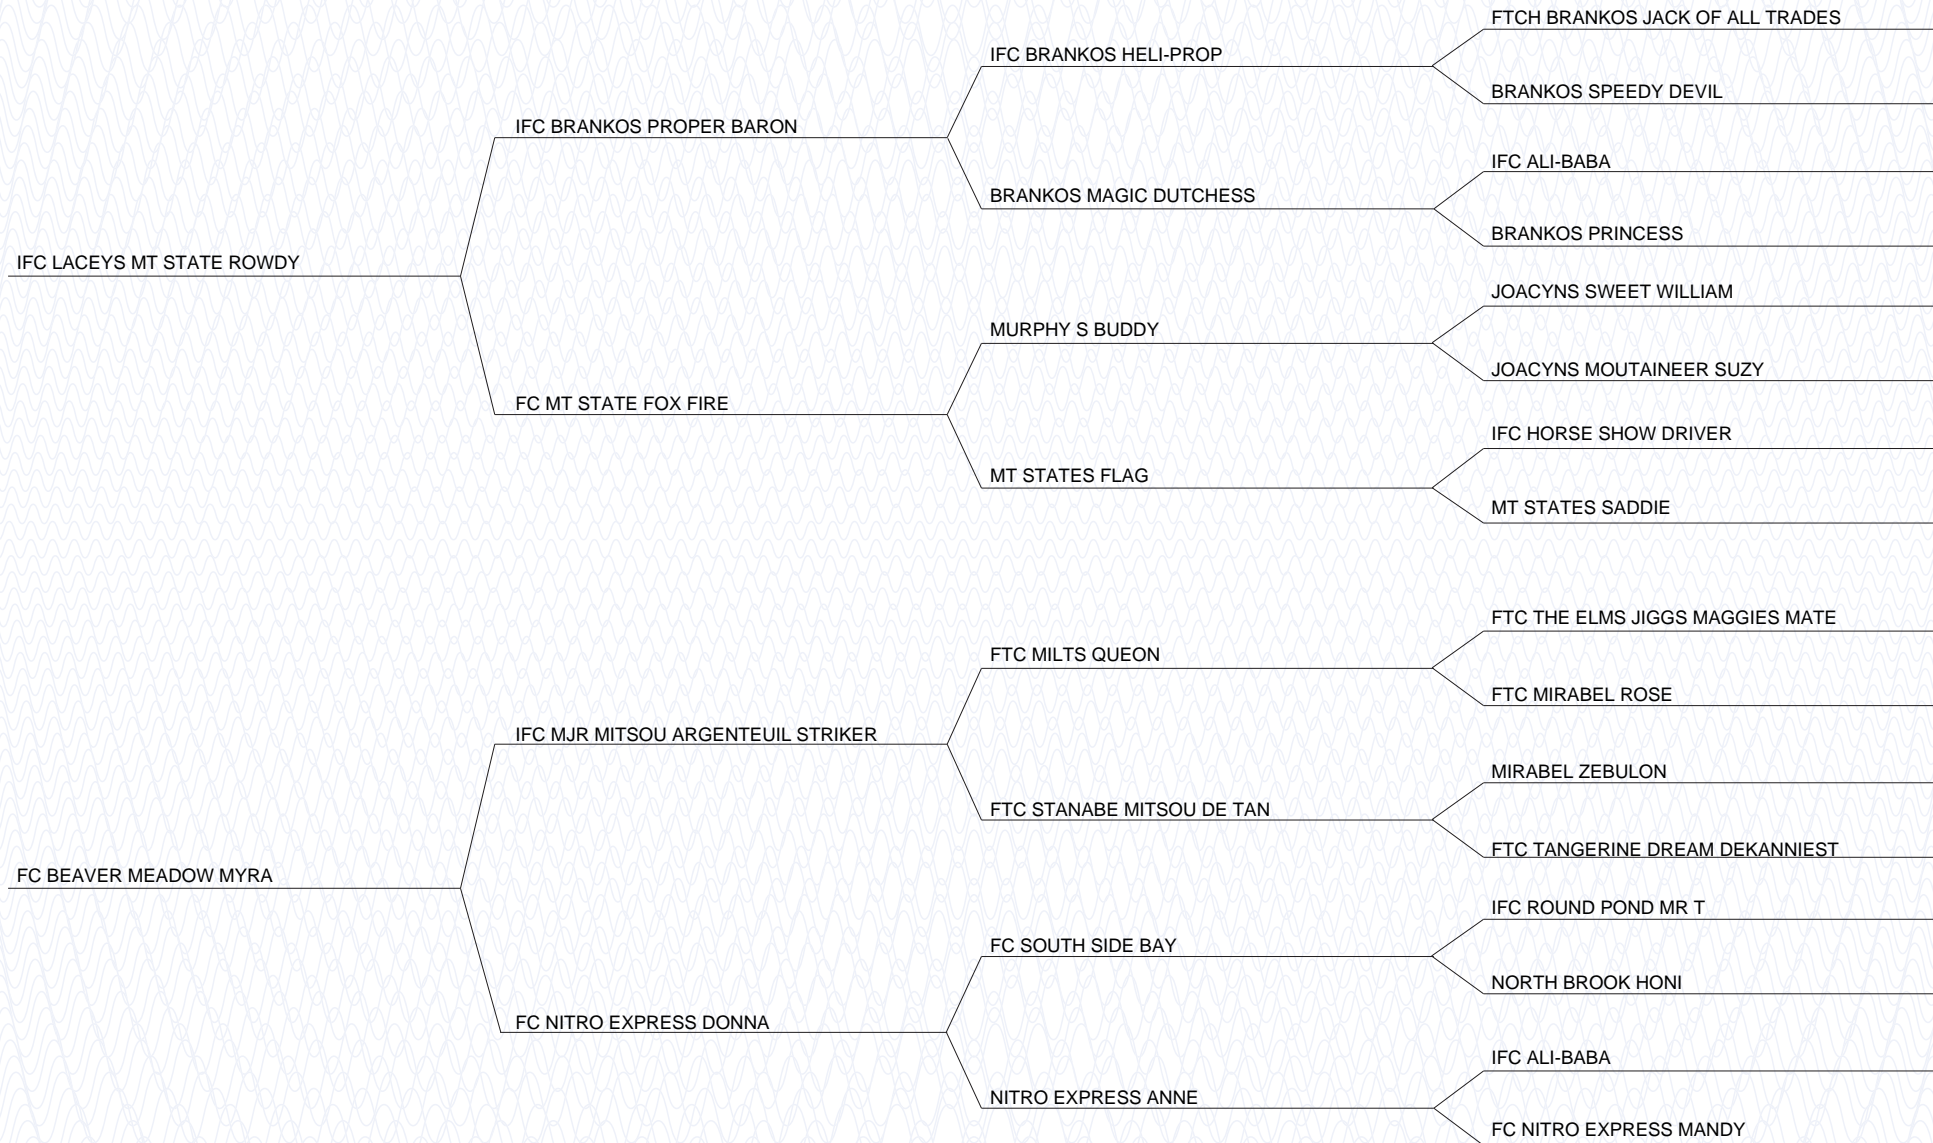 FTCH BRANKOS JACK OF ALL TRADES
IFC BRANKOS HELI-PROP
BRANKOS SPEEDY DEVIL
IFC BRANKOS PROPER BARON
IFC ALI-BABA
BRANKOS MAGIC DUTCHESS
BRANKOS PRINCESS
IFC LACEYS MT STATE ROWDY
JOACYNS SWEET WILLIAM
MURPHY S BUDDY
JOACYNS MOUTAINEER SUZY
FC MT STATE FOX FIRE
IFC HORSE SHOW DRIVER
MT STATES FLAG
MT STATES SADDIE
FTC THE ELMS JIGGS MAGGIES MATE
FTC MILTS QUEON
FTC MIRABEL ROSE
IFC MJR MITSOU ARGENTEUIL STRIKER
MIRABEL ZEBULON
FTC STANABE MITSOU DE TAN
FTC TANGERINE DREAM DEKANNIEST
FC BEAVER MEADOW MYRA
IFC ROUND POND MR T
FC SOUTH SIDE BAY
NORTH BROOK HONI
FC NITRO EXPRESS DONNA
IFC ALI-BABA
NITRO EXPRESS ANNE
FC NITRO EXPRESS MANDY